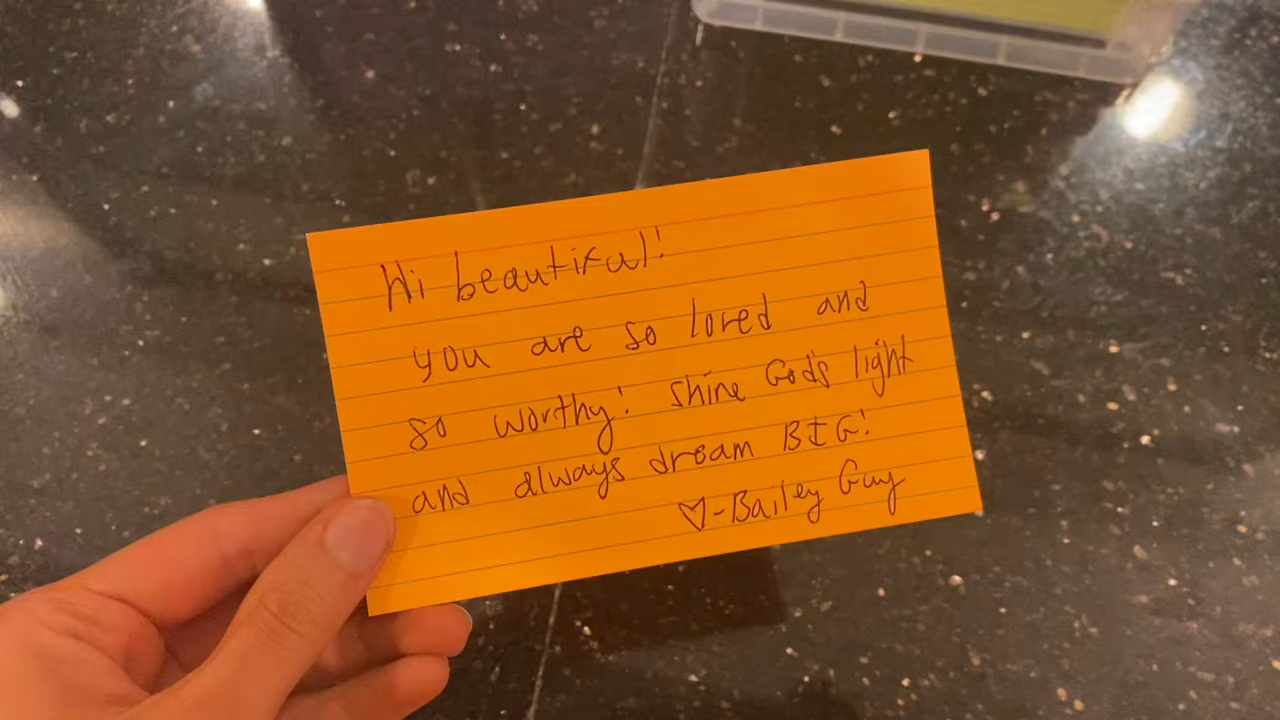 Hi beautiful!
you are so loved and
so worthy! Shine God's light
and always dream BIG!
♡-Bailey Guy